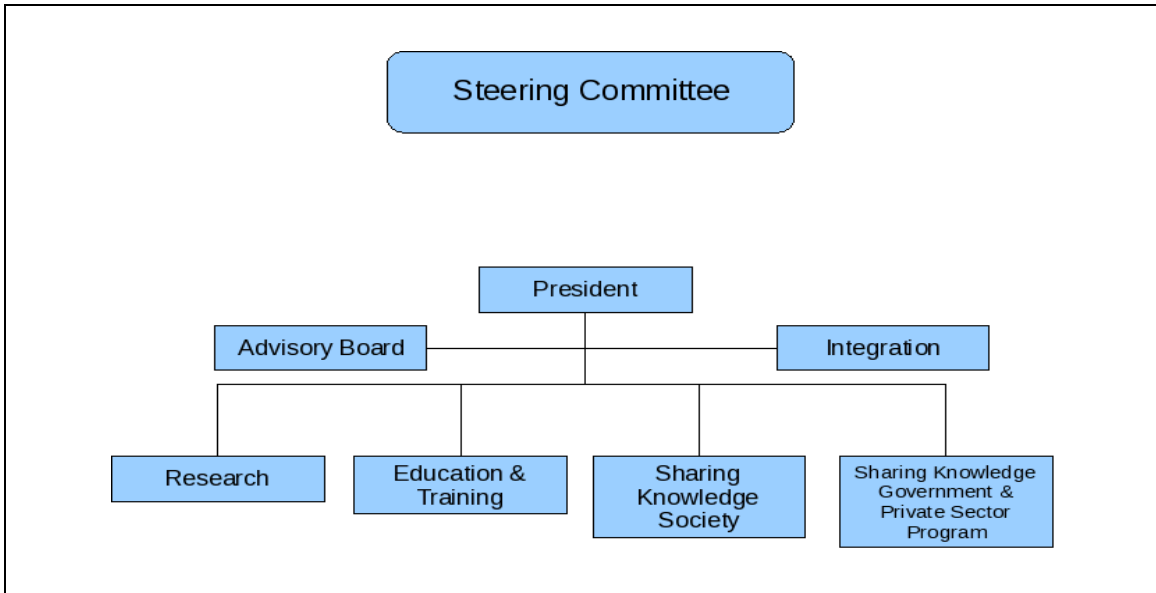 Steering Committee
President
Advisory Board
Integration
Research
Education &
Training
Sharing
Knowledge
Society
Sharing Knowledge
Government &
Private Sector
Program